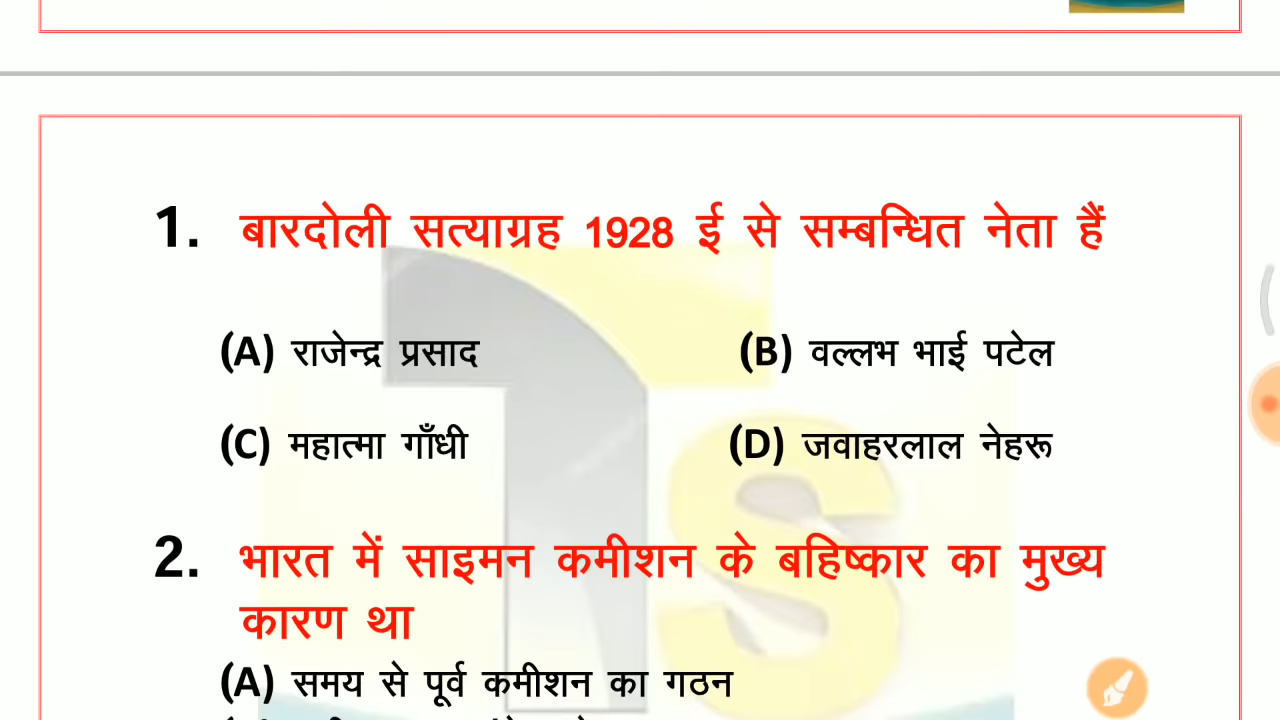 1. बारदोली सत्याग्रह 1928 ई से सम्बन्धित नेता हैं
(A) राजेन्द्र प्रसाद (B) वल्लभ भाई पटेल
(C) महात्मा गाँधी (D) जवाहरलाल नेहरू
2. भारत में साइमन कमीशन के बहिष्कार का मुख्य
कारण था
(A) समय से पूर्व कमीशन का गठन